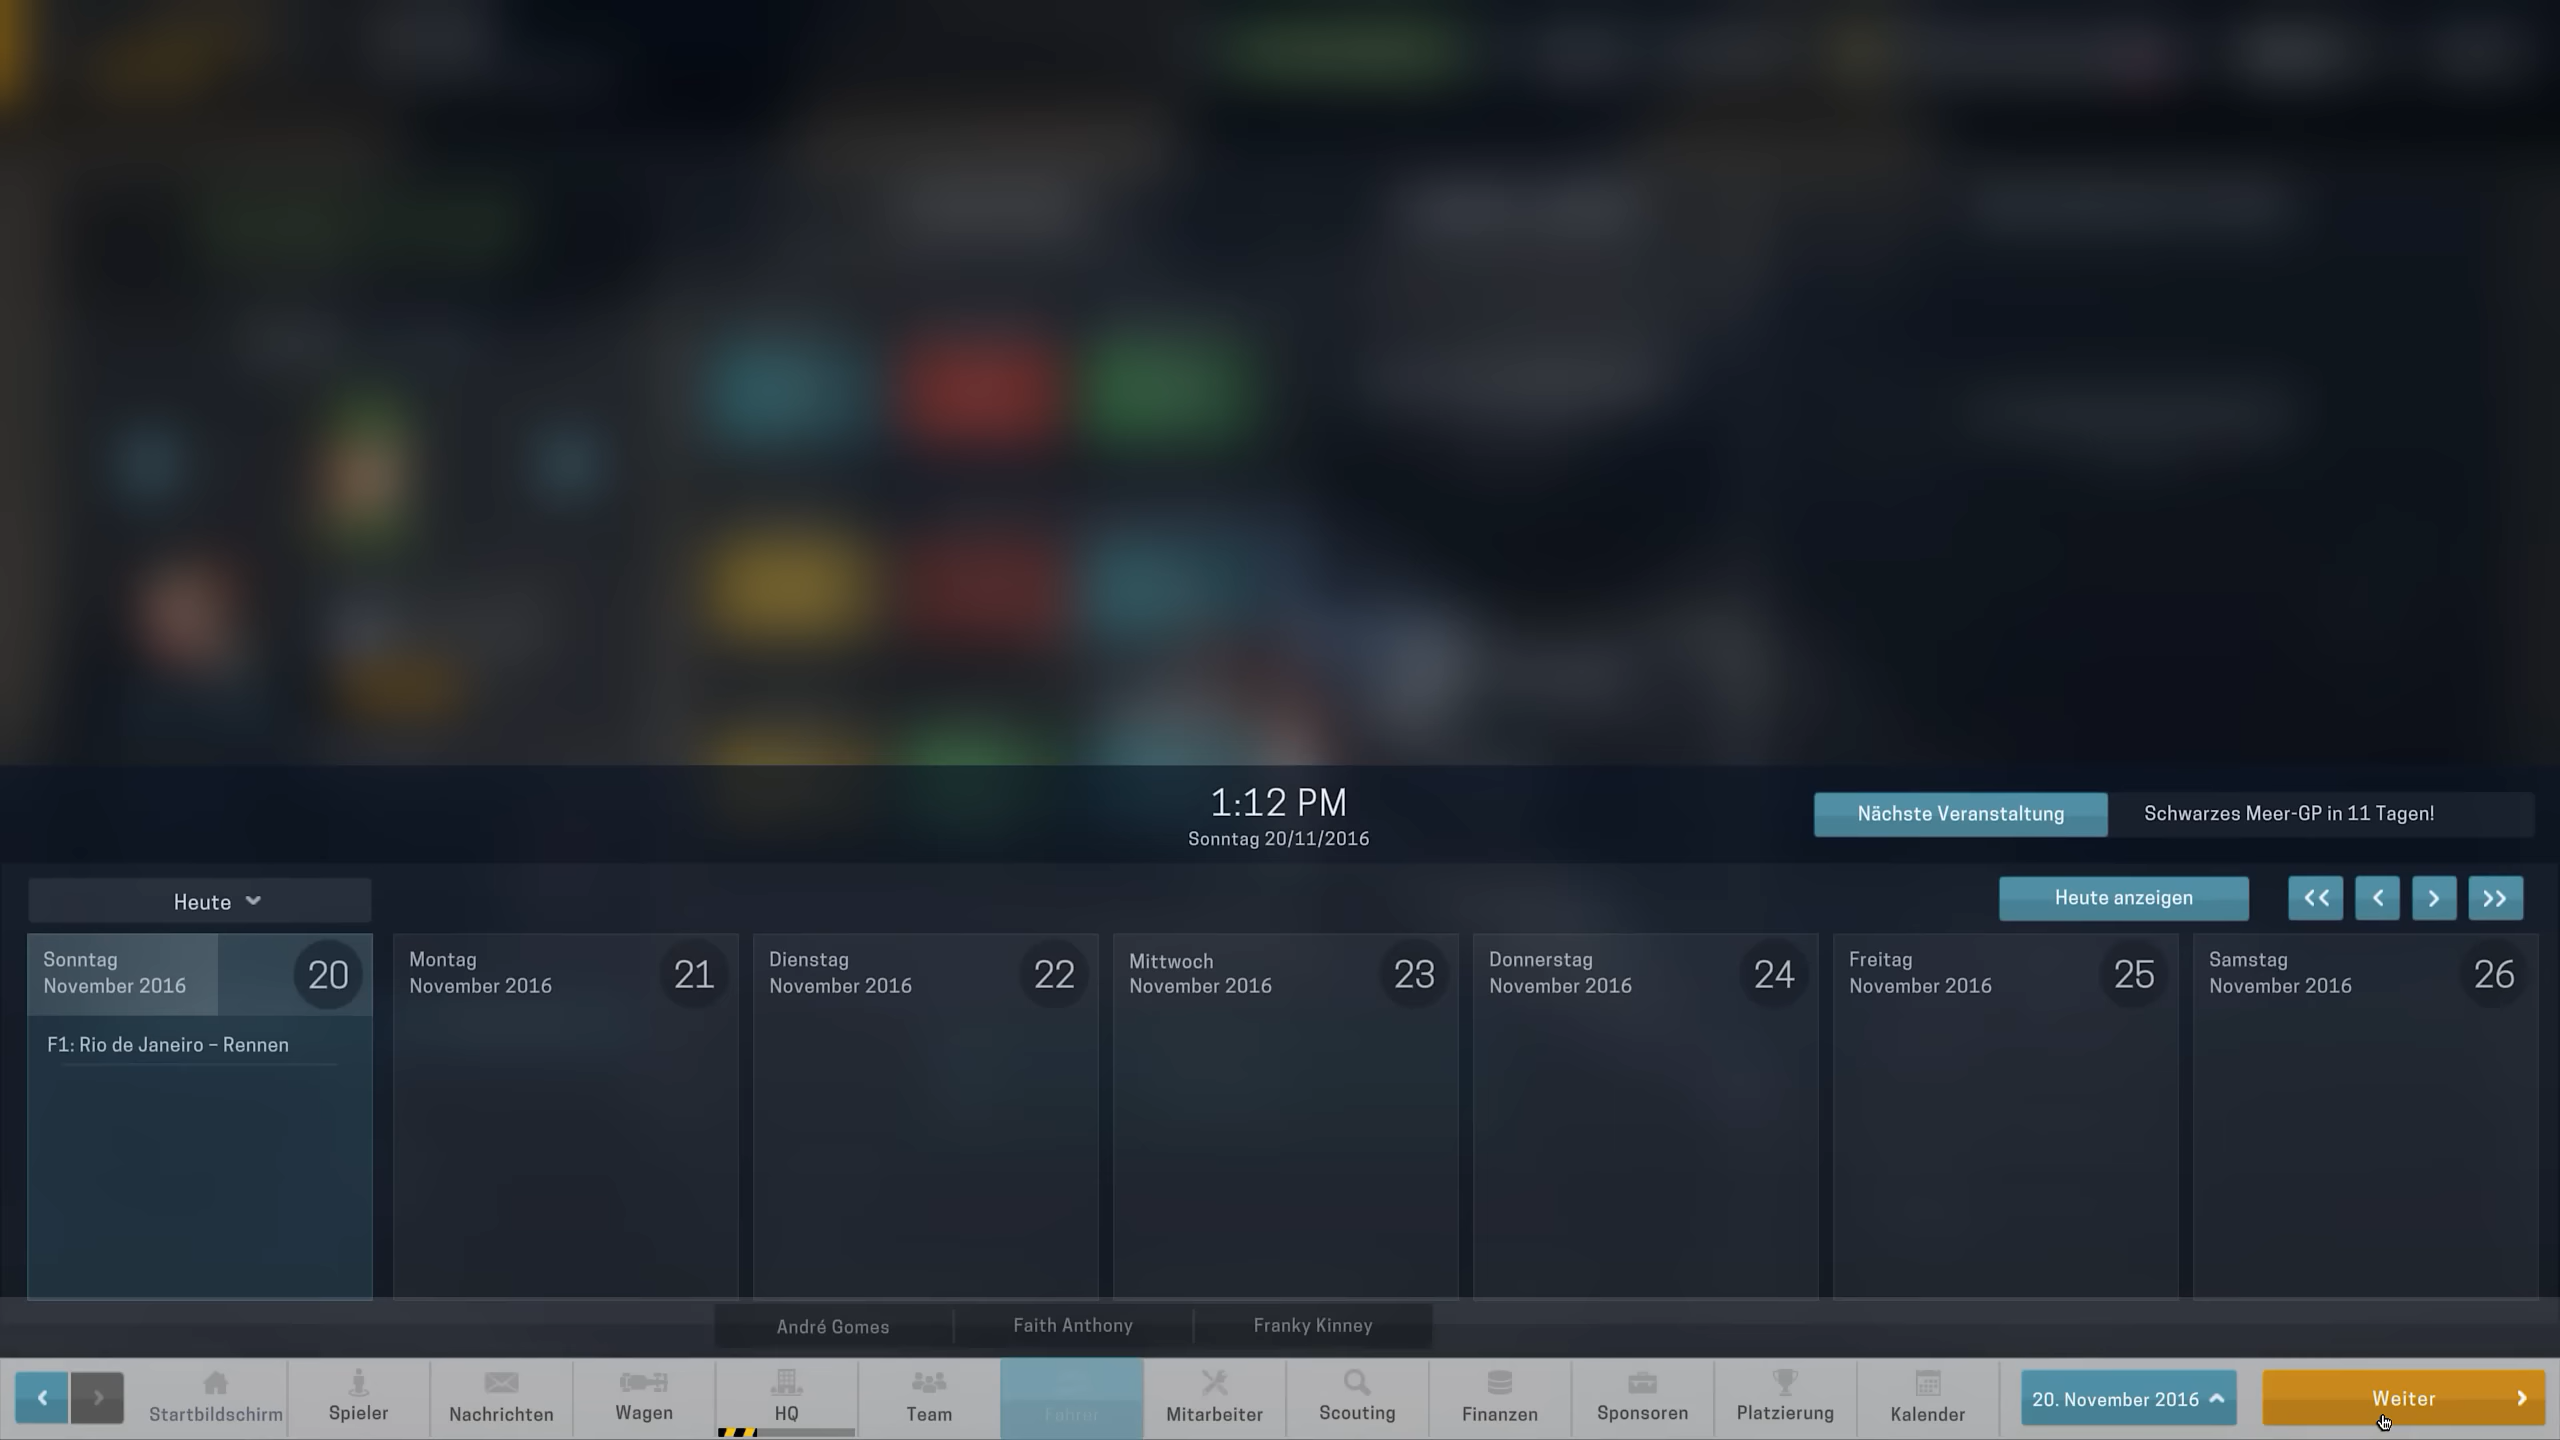 1:12 PM
Sonntag 20/11/2016
Nächste Veranstaltung
Schwarzes Meer-GP in 11 Tagen!
Heute
Heute anzeigen
Sonntag
November 2016
20
Montag
November 2016
21
Dienstag
November 2016
22
Mittwoch
November 2016
23
Donnerstag
November 2016
24
Freitag
November 2016
25
Samstag
November 2016
26
F1: Rio de Janeiro – Rennen
André Gomes
Faith Anthony
Franky Kinney
Startbildschirm
Spieler
Nachrichten
Wagen
HQ
Team
Fahrer
Mitarbeiter
Scouting
Finanzen
Sponsoren
Platzierung
Kalender
20. November 2016
Weiter